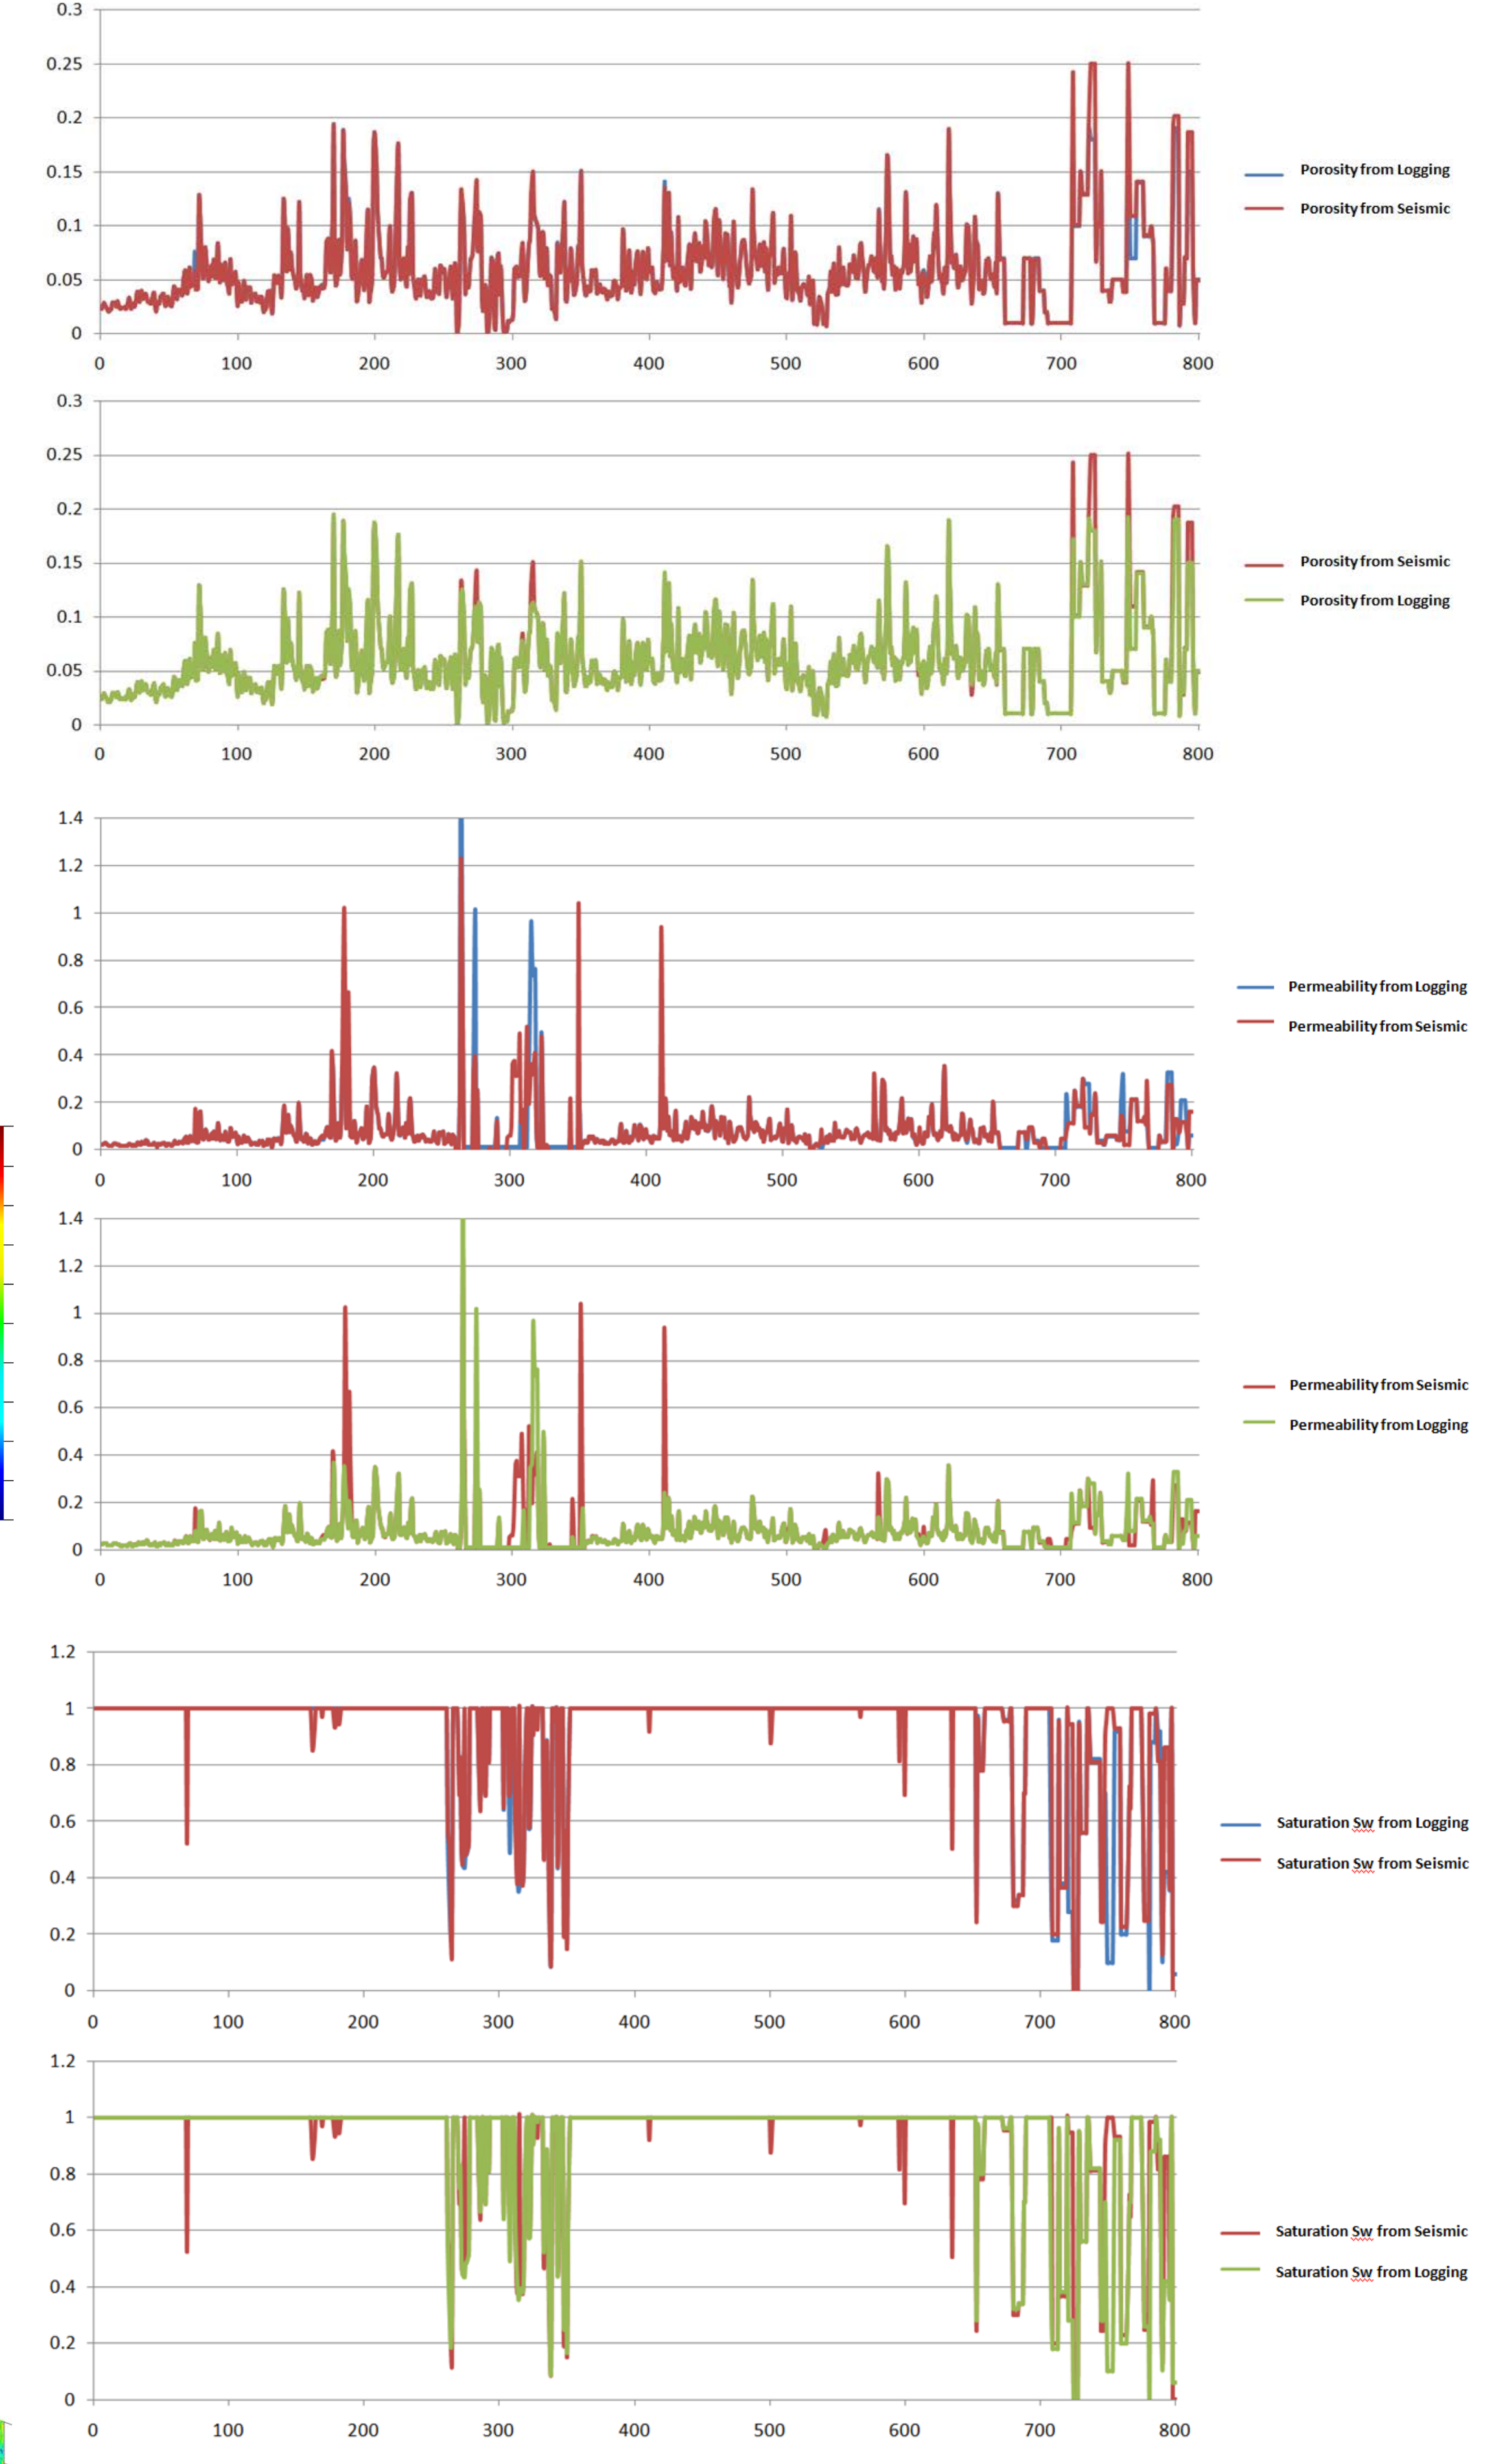 0.3
0.25
0.2
0.15
0.1
0.05
0
0 100 200 300 400 500 600 700 800
Porosity from Logging
Porosity from Seismic
0.3
0.25
0.2
0.15
0.1
0.05
0
0 100 200 300 400 500 600 700 800
Porosity from Seismic
Porosity from Logging
1.4
1.2
1
0.8
0.6
0.4
0.2
0
0 100 200 300 400 500 600 700 800
Permeability from Logging
Permeability from Seismic
1.4
1.2
1
0.8
0.6
0.4
0.2
0
0 100 200 300 400 500 600 700 800
Permeability from Seismic
Permeability from Logging
1.2
1
0.8
0.6
0.4
0.2
0
0 100 200 300 400 500 600 700 800
Saturation Sw from Logging
Saturation Sw from Seismic
1.2
1
0.8
0.6
0.4
0.2
0
0 100 200 300 400 500 600 700 800
Saturation Sw from Seismic
Saturation Sw from Logging